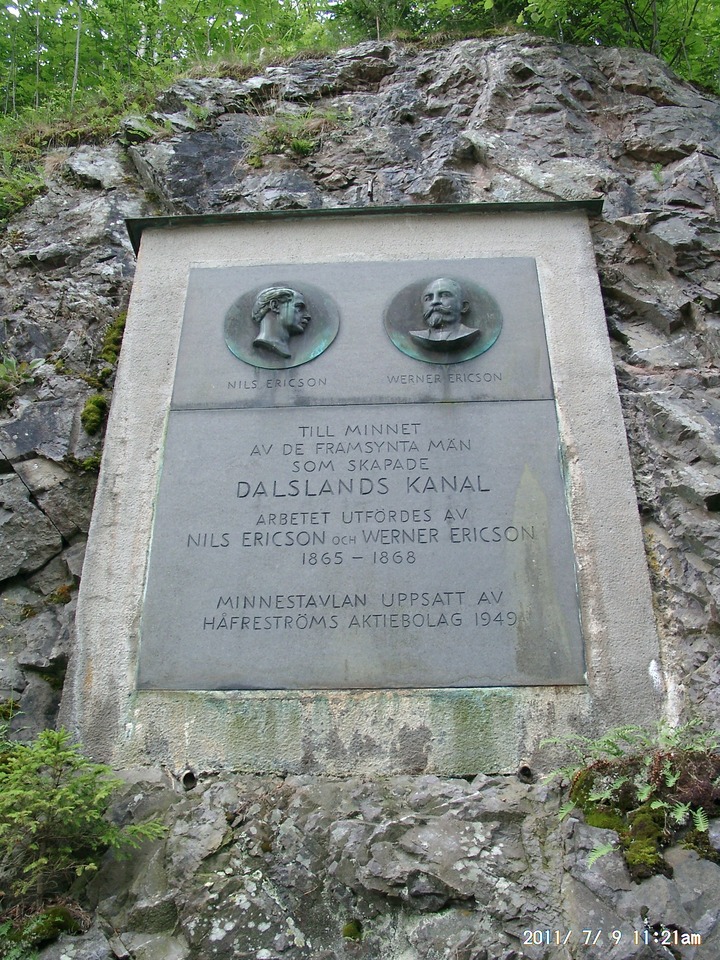 NILS ERICSON
WERNER ERICSON
TILL MINNET
AV DE FRAMSYNTA MÄN
SOM SKAPADE
DALSLANDS KANAL
ARBETET UTFÖRDES AV
NILS ERICSON OCH WERNER ERICSON
1865 – 1868
MINNESTAVLAN UPPSATT AV
HÅFRESTRÖMS AKTIEBOLAG 1949
2011/ 7/ 9 11:21am